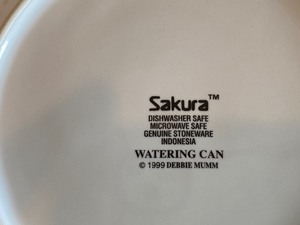 Sakura™
DISHWASHER SAFE
MICROWAVE SAFE
GENUINE STONEWARE
INDONESIA
WATERING CAN
© 1999 DEBBIE MUMM